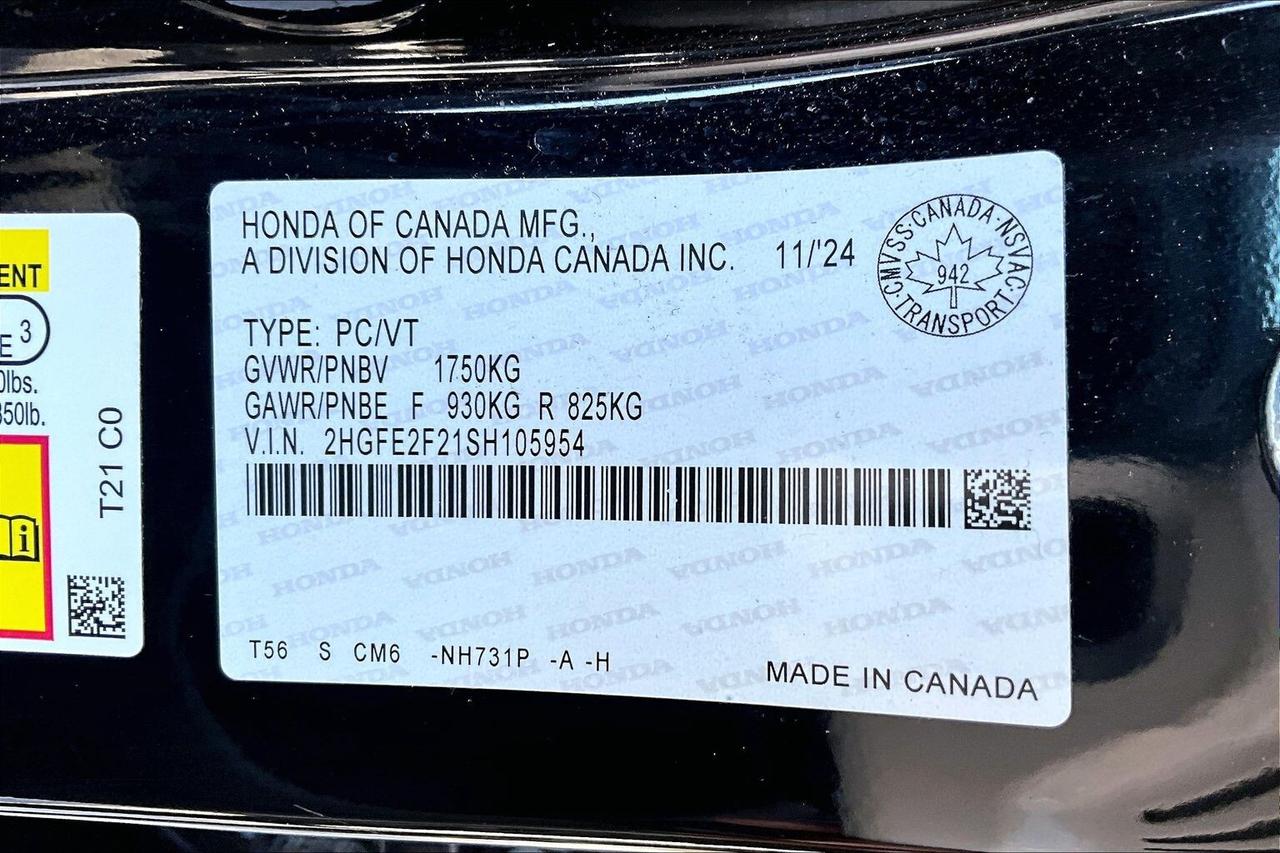 HONDA OF CANADA MFG.,
A DIVISION OF HONDA CANADA INC. 11/'24
CMVSS·CANADA·NSVAC·TRANSPORT·
942
TYPE: PC/VT
GVWR/PNBV 1750KG
GAWR/PNBE F 930KG R 825KG
V.I.N. 2HGFE2F21SH105954
T56 S CM6 -NH731P -A -H
MADE IN CANADA
ENT
E 3
0lbs.
350lb.
T21 C0
i
HONDA